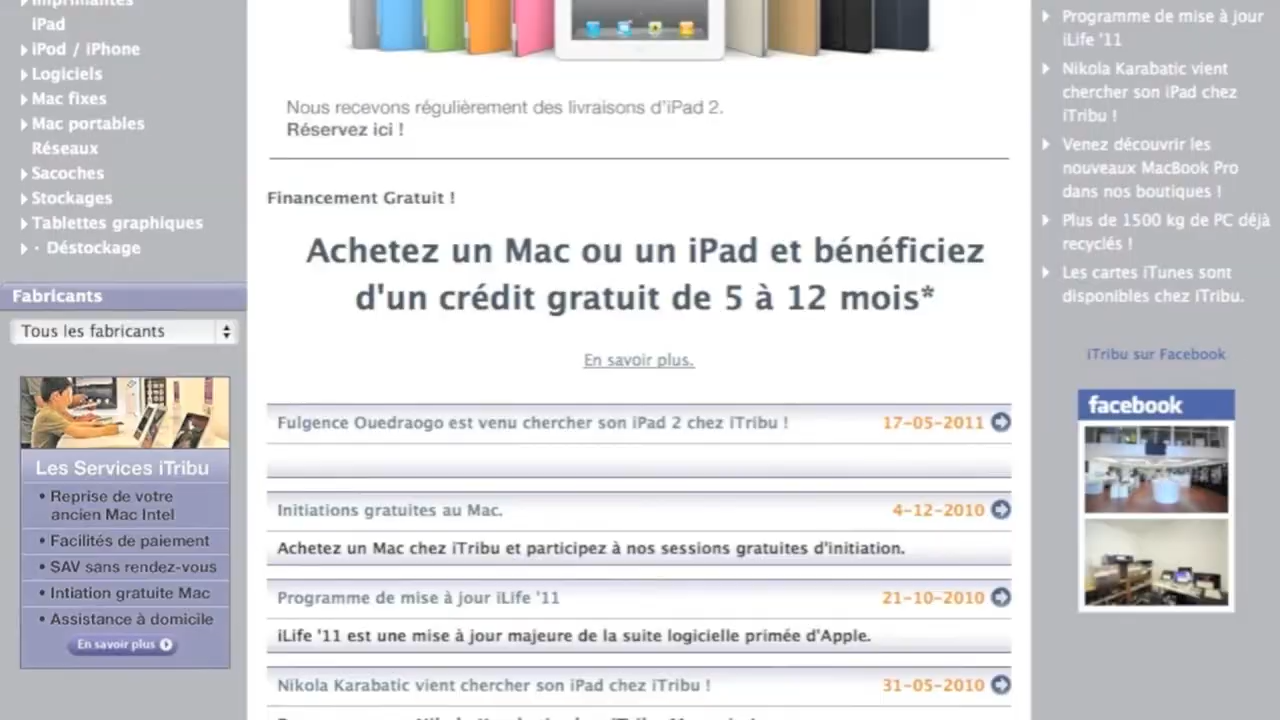 Imprimantes
iPad
iPod / iPhone
Logiciels
Mac fixes
Mac portables
Réseaux
Sacoches
Stockages
Tablettes graphiques
· Déstockage
Fabricants
Tous les fabricants
Les Services iTribu
• Reprise de votre
ancien Mac Intel
• Facilités de paiement
• SAV sans rendez-vous
• Intiation gratuite Mac
• Assistance à domicile
En savoir plus
Nous recevons régulièrement des livraisons d'iPad 2.
Réservez ici !
Financement Gratuit !
Achetez un Mac ou un iPad et bénéficiez
d'un crédit gratuit de 5 à 12 mois*
En savoir plus.
Fulgence Ouedraogo est venu chercher son iPad 2 chez iTribu ! 17-05-2011
Initiations gratuites au Mac. 4-12-2010
Achetez un Mac chez iTribu et participez à nos sessions gratuites d'initiation.
Programme de mise à jour iLife '11 21-10-2010
iLife '11 est une mise à jour majeure de la suite logicielle primée d'Apple.
Nikola Karabatic vient chercher son iPad chez iTribu ! 31-05-2010
Programme de mise à jour
iLife '11
Nikola Karabatic vient
chercher son iPad chez
iTribu !
Venez découvrir les
nouveaux MacBook Pro
dans nos boutiques !
Plus de 1500 kg de PC déjà
recyclés !
Les cartes iTunes sont
disponibles chez iTribu.
iTribu sur Facebook
facebook